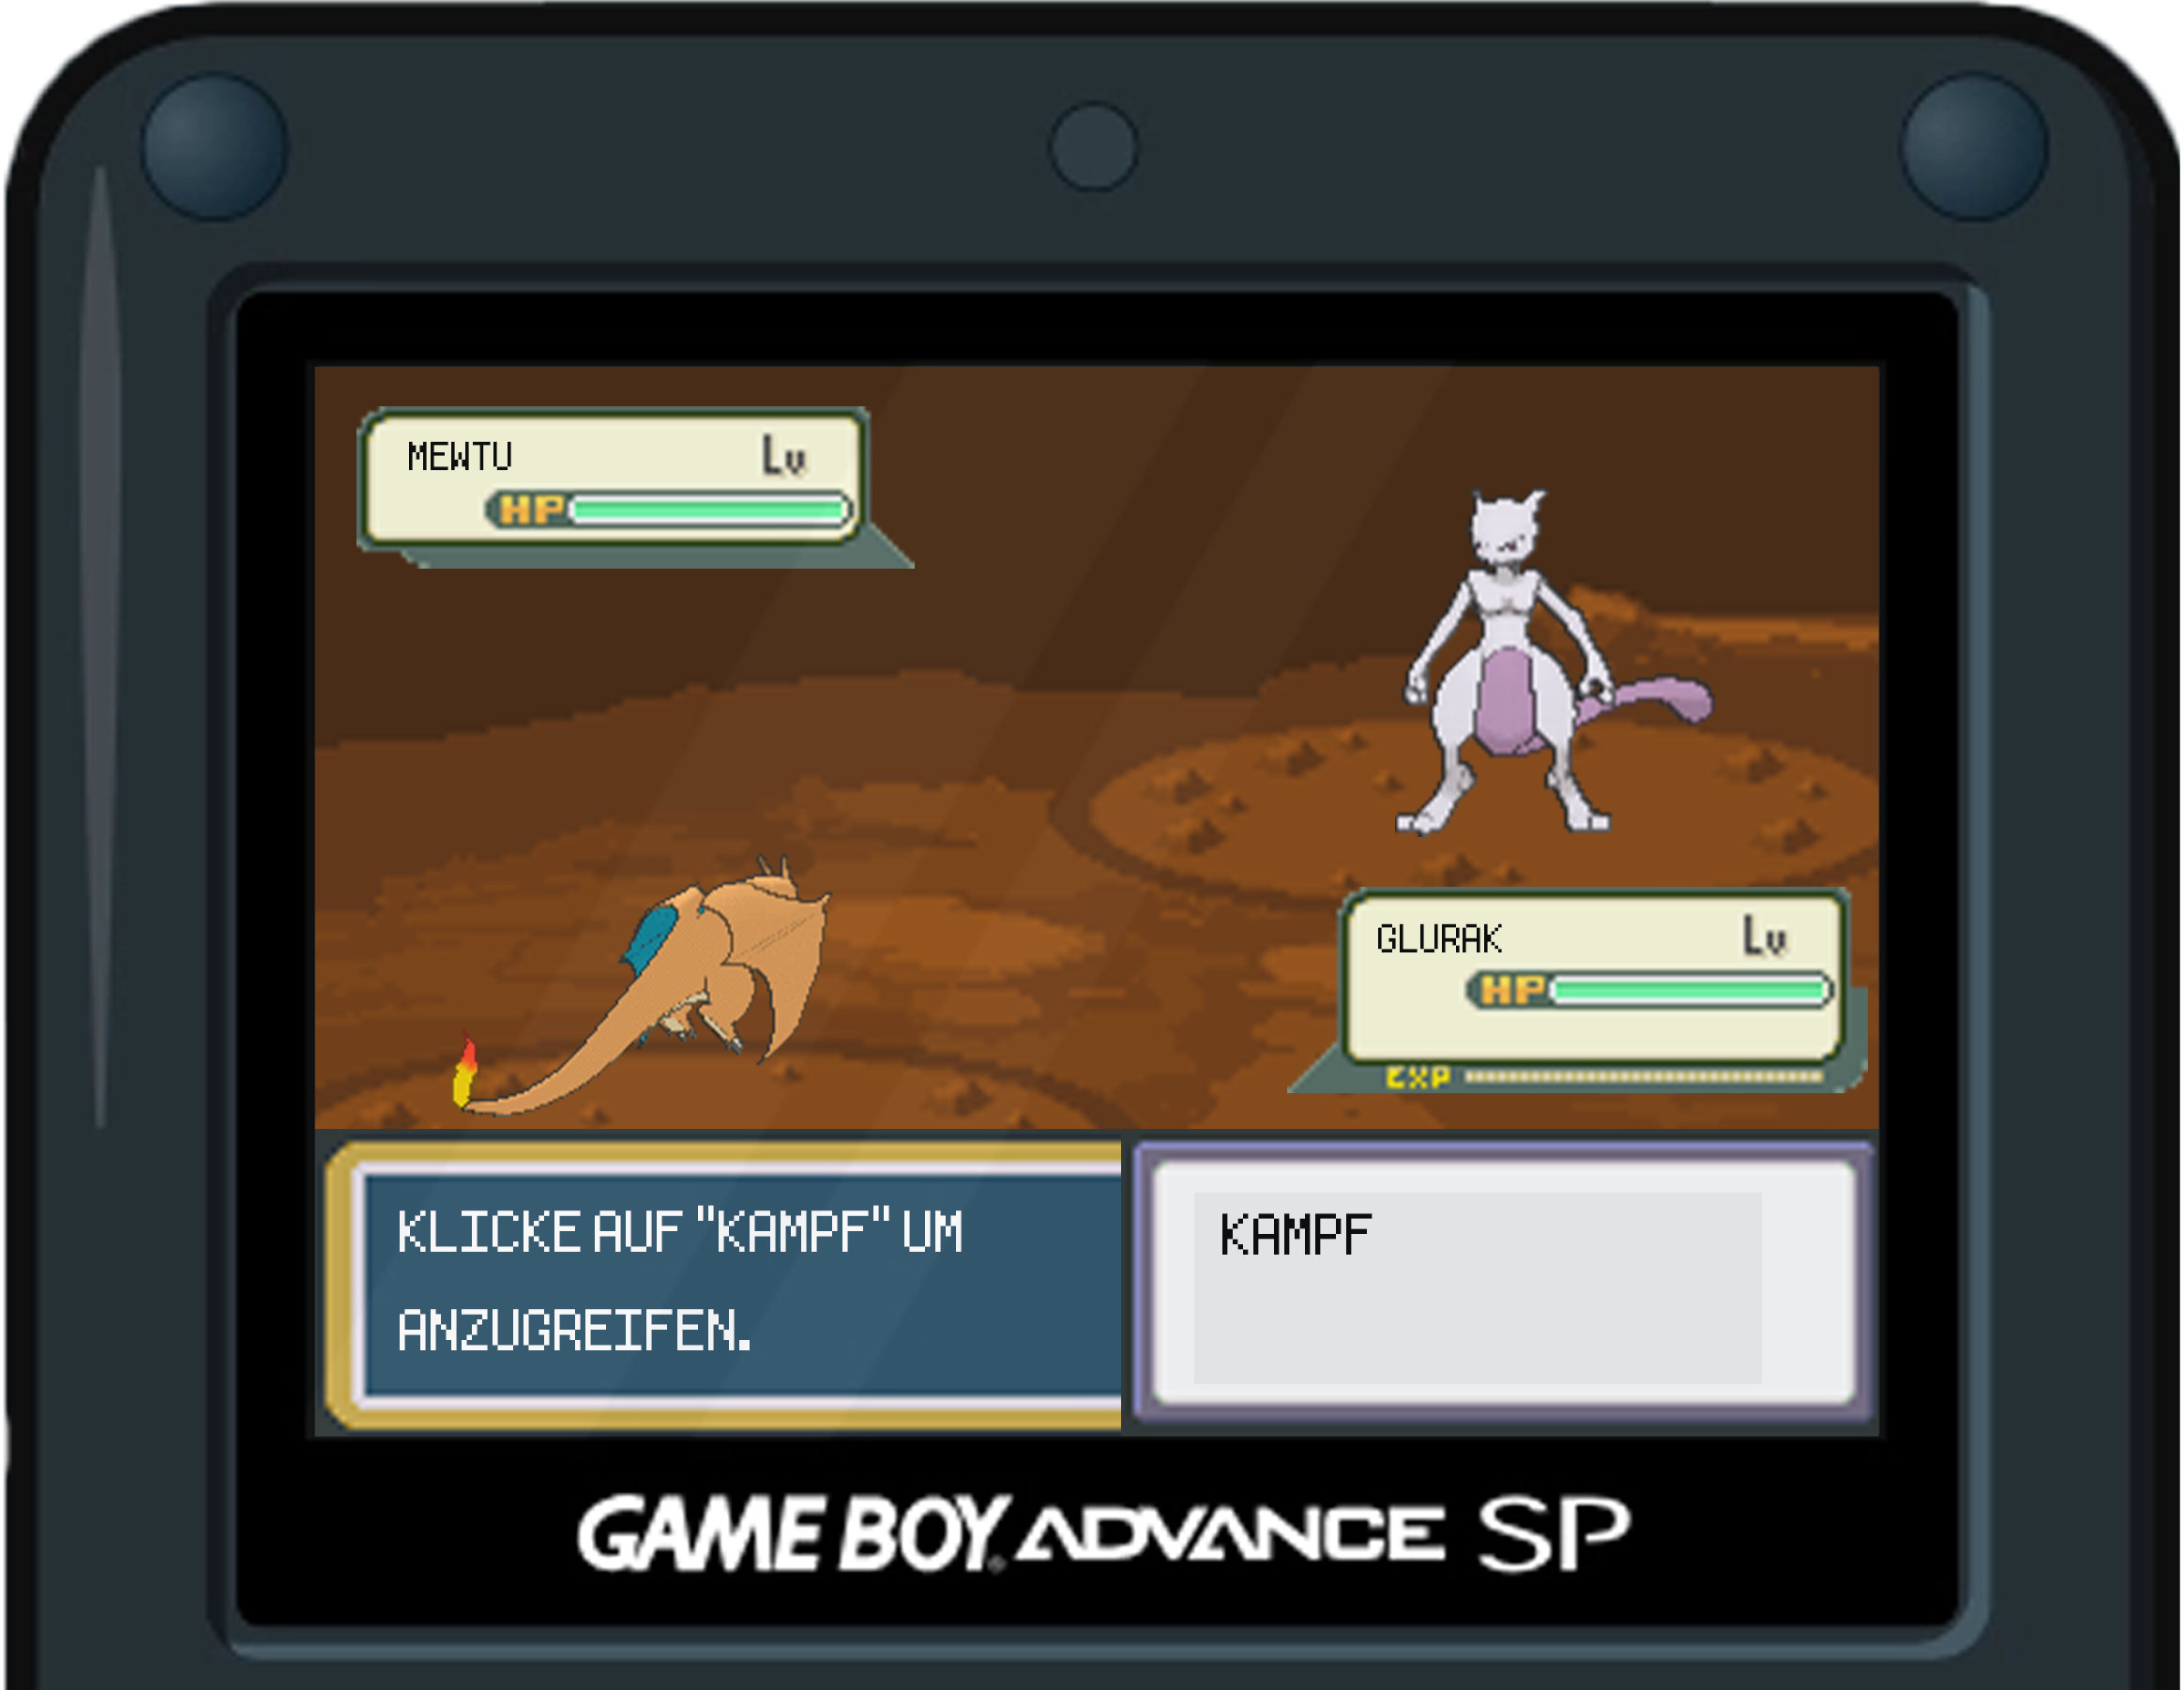 MEWTU Lv
HP
GLURAK Lv
HP
EXP
KLICKE AUF "KAMPF" UM
ANZUGREIFEN.
KAMPF
GAME BOY ADVANCE SP